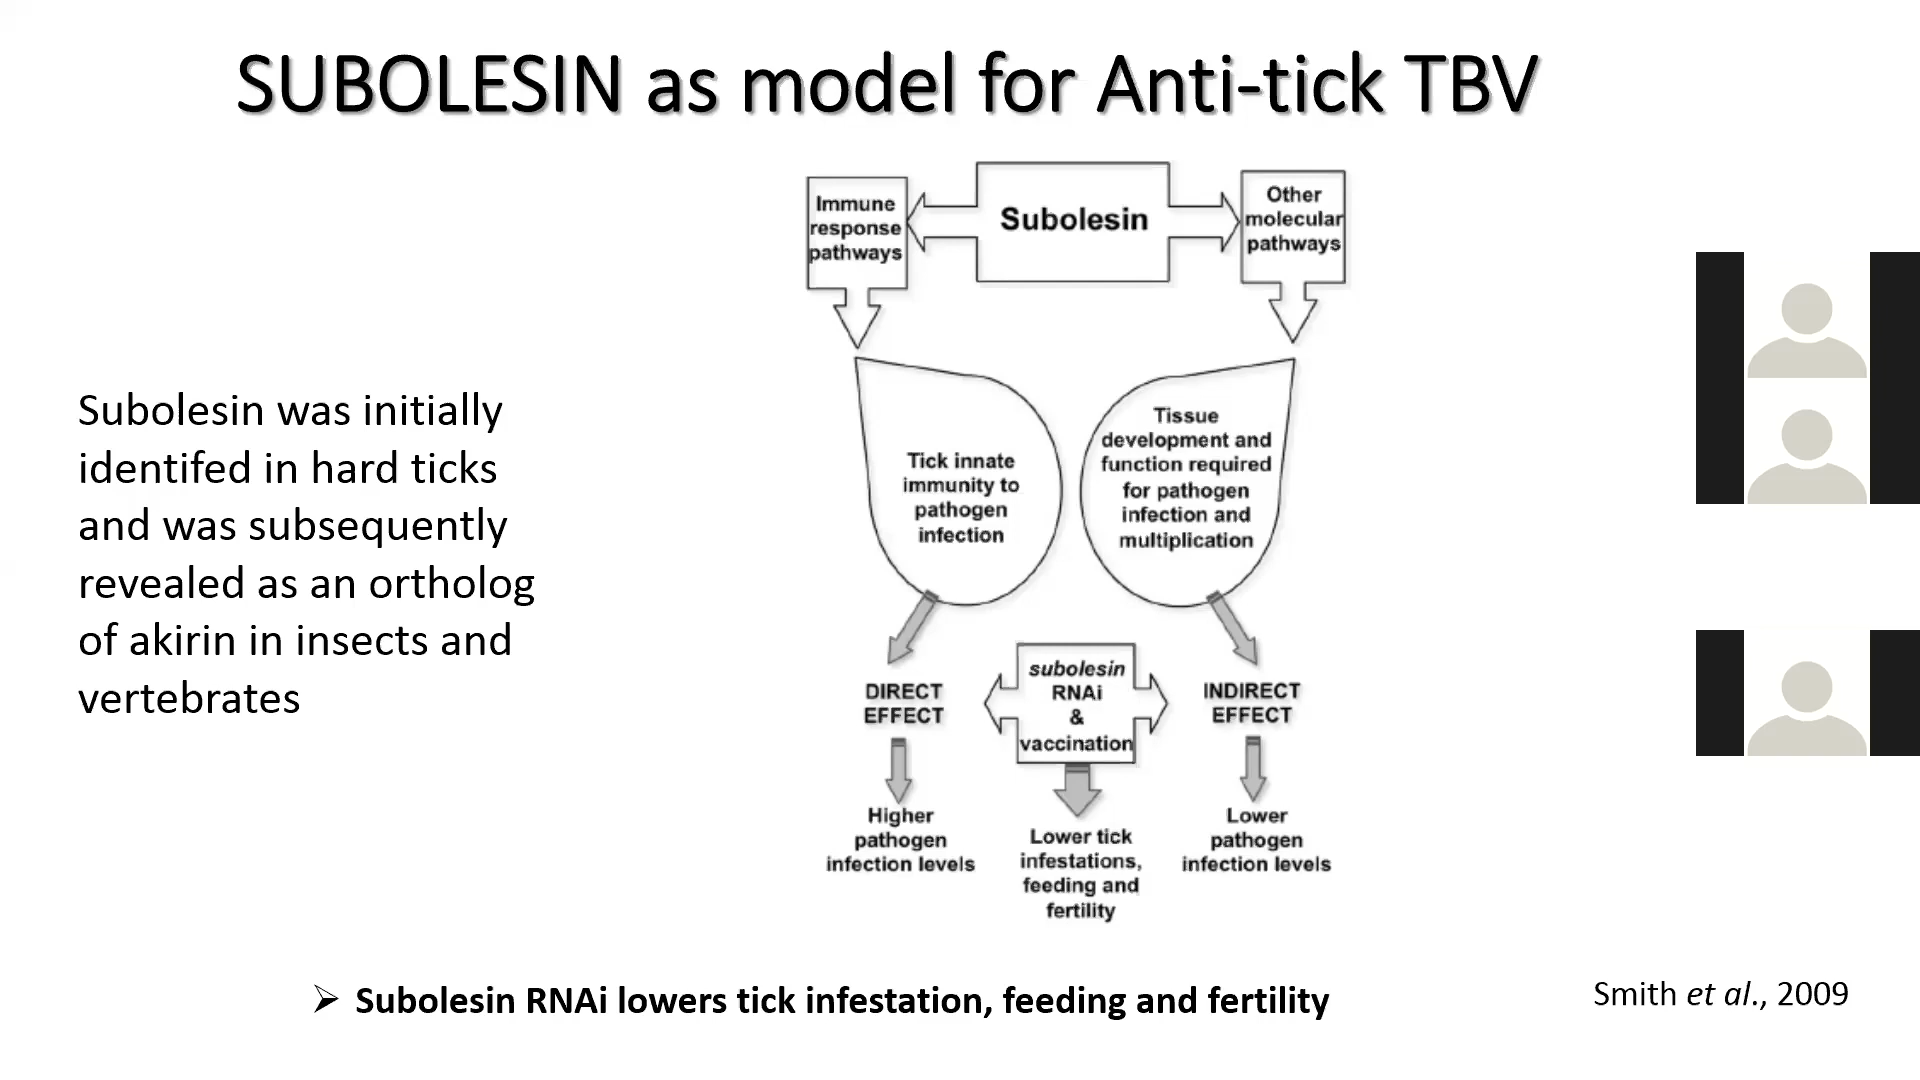 SUBOLESIN as model for Anti-tick TBV
Subolesin was initially
identifed in hard ticks
and was subsequently
revealed as an ortholog
of akirin in insects and
vertebrates
Immune
response
pathways
Subolesin
Other
molecular
pathways
Tick innate
immunity to
pathogen
infection
Tissue
development and
function required
for pathogen
infection and
multiplication
DIRECT
EFFECT
subolesin
RNAi
&
vaccination
INDIRECT
EFFECT
Higher
pathogen
infection levels
Lower tick
infestations,
feeding and
fertility
Lower
pathogen
infection levels
➢ Subolesin RNAi lowers tick infestation, feeding and fertility
Smith et al., 2009